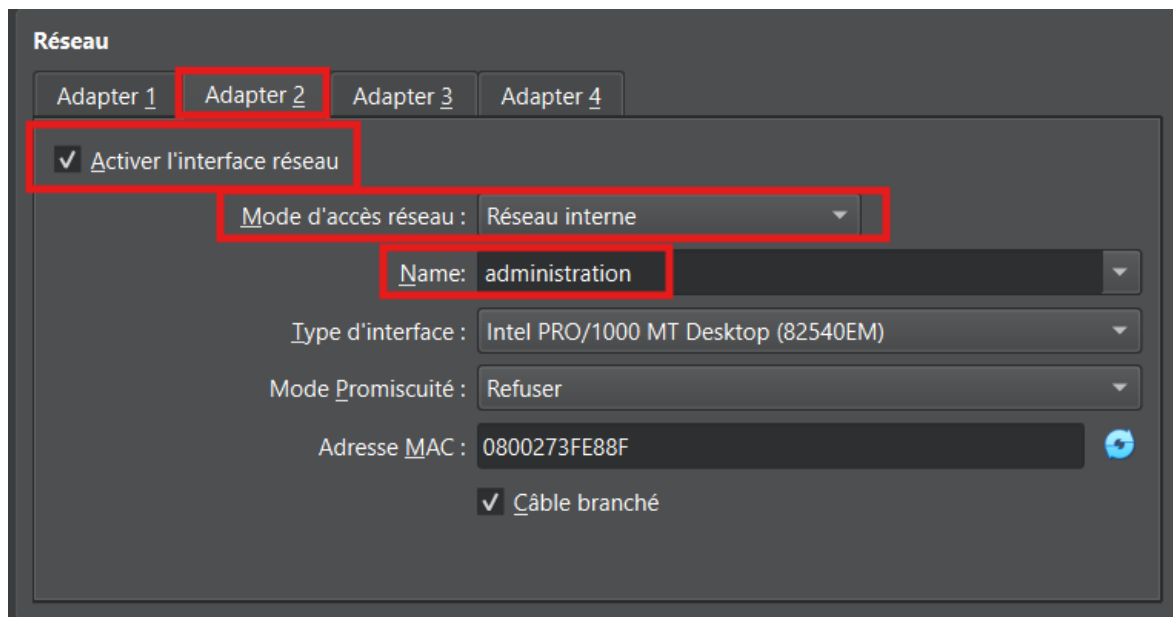 Réseau
Adapter 1 Adapter 2 Adapter 3 Adapter 4
Activer l'interface réseau
Mode d'accès réseau : Réseau interne
Name: administration
Type d'interface : Intel PRO/1000 MT Desktop (82540EM)
Mode Promiscuité : Refuser
Adresse MAC : 0800273FE88F
Câble branché